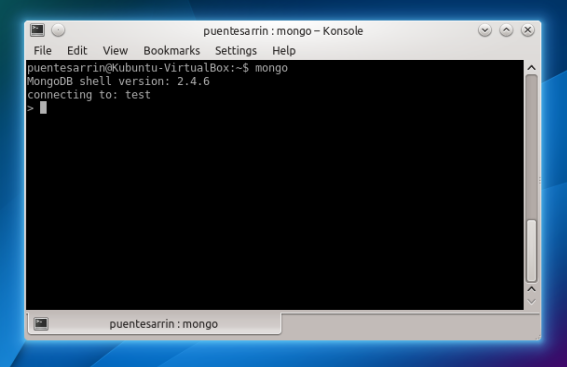 puentesarrin : mongo – Konsole
File Edit View Bookmarks Settings Help
puentesarrin@Kubuntu-VirtualBox:~$ mongo
MongoDB shell version: 2.4.6
connecting to: test
>
puentesarrin : mongo